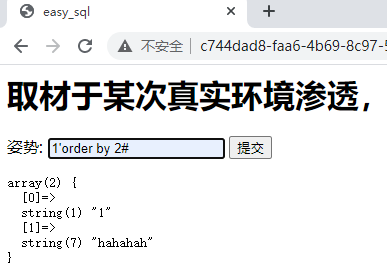 easy_sql
不安全
c744dad8-faa6-4b69-8c97-5
取材于某次真实环境渗透，
姿势: 1'order by 2# 提交
array(2) {
[0]=>
string(1) "1"
[1]=>
string(7) "hahahah"
}